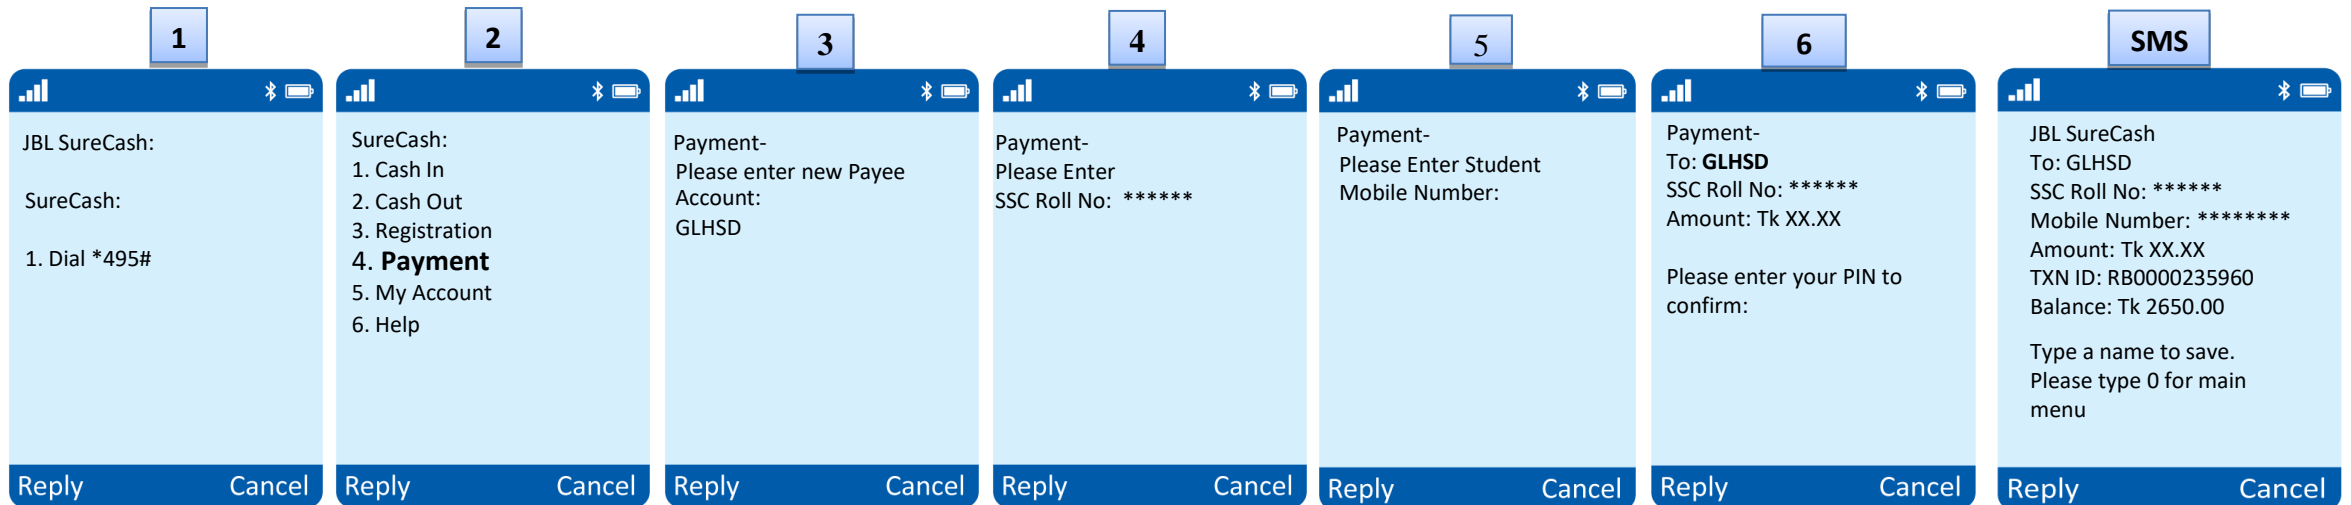 1
JBL SureCash:
SureCash:
1. Dial *495#
Reply Cancel
2
SureCash:
1. Cash In
2. Cash Out
3. Registration
4. Payment
5. My Account
6. Help
Reply Cancel
3
Payment-
Please enter new Payee
Account:
GLHSD
Reply Cancel
4
Payment-
Please Enter
SSC Roll No: ******
Reply Cancel
5
Payment-
Please Enter Student
Mobile Number:
Reply Cancel
6
Payment-
To: GLHSD
SSC Roll No: ******
Amount: Tk XX.XX
Please enter your PIN to
confirm:
Reply Cancel
SMS
JBL SureCash
To: GLHSD
SSC Roll No: ******
Mobile Number: ********
Amount: Tk XX.XX
TXN ID: RB0000235960
Balance: Tk 2650.00
Type a name to save.
Please type 0 for main
menu
Reply Cancel